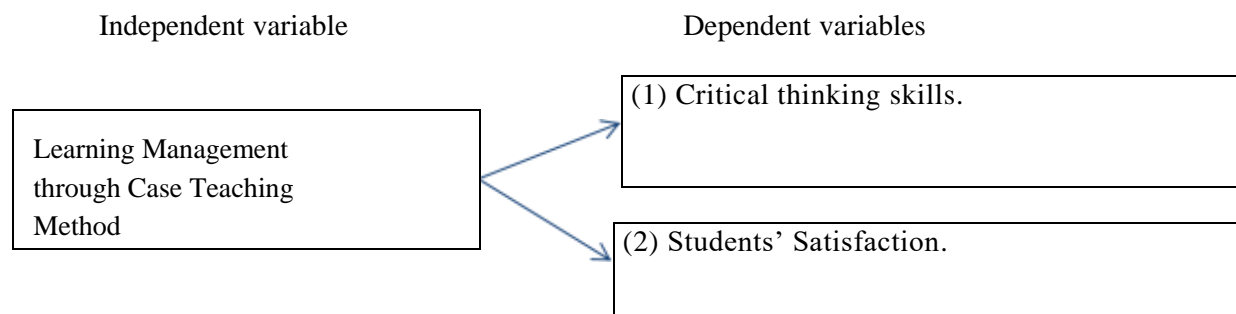 Independent variable
Dependent variables
(1) Critical thinking skills.
Learning Management
through Case Teaching
Method
(2) Students’ Satisfaction.